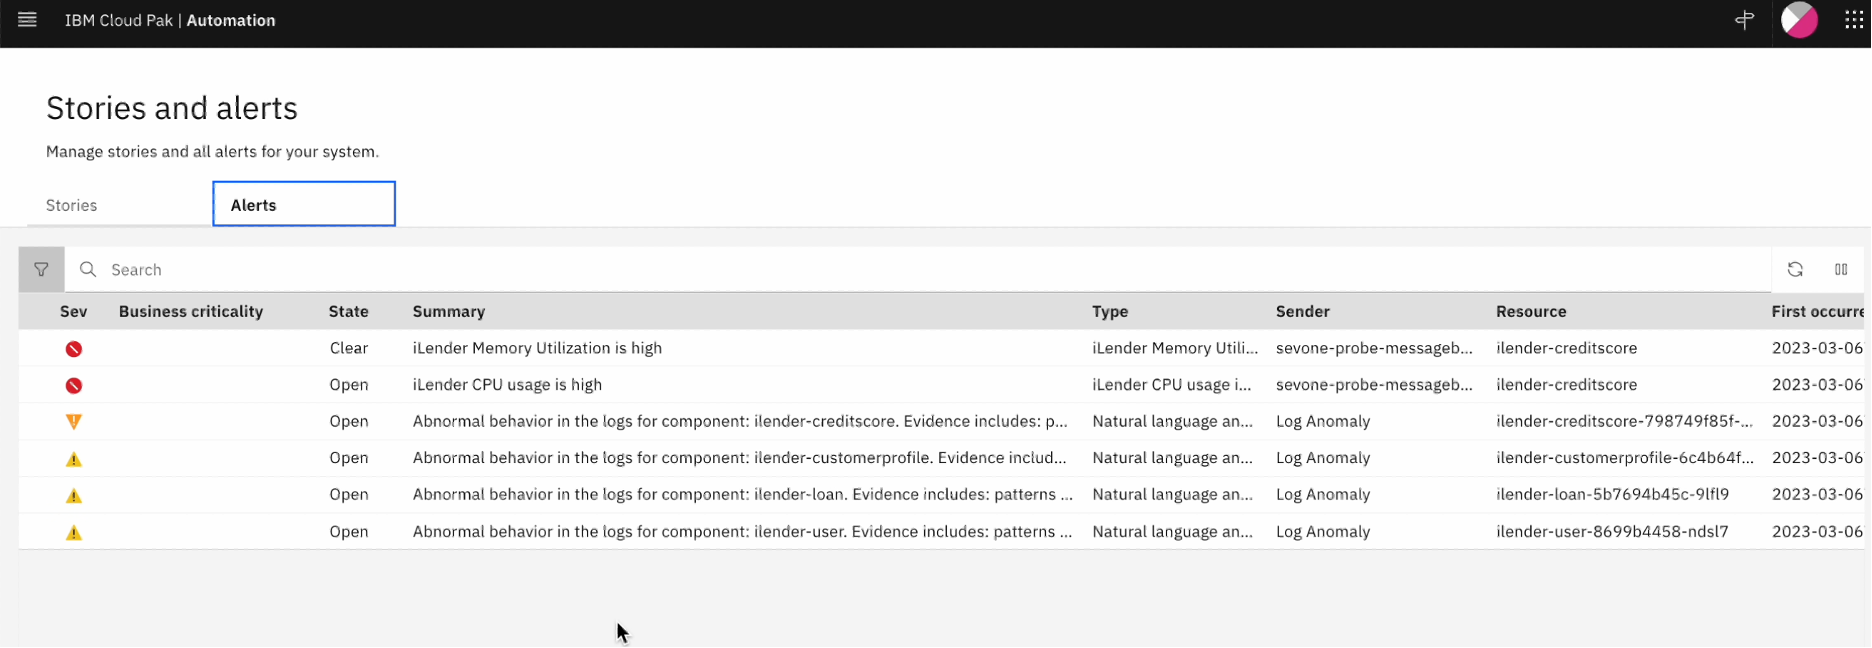 IBM Cloud Pak | Automation
Stories and alerts
Manage stories and all alerts for your system.
Stories Alerts
Search
Sev Business criticality State Summary Type Sender Resource First occurre
Clear iLender Memory Utilization is high iLender Memory Utili... sevone-probe-messageb... ilender-creditscore 2023-03-06
Open iLender CPU usage is high iLender CPU usage i... sevone-probe-messageb... ilender-creditscore 2023-03-06
Open Abnormal behavior in the logs for component: ilender-creditscore. Evidence includes: p... Natural language an... Log Anomaly ilender-creditscore-798749f85f-... 2023-03-06
Open Abnormal behavior in the logs for component: ilender-customerprofile. Evidence includ... Natural language an... Log Anomaly ilender-customerprofile-6c4b64f... 2023-03-06
Open Abnormal behavior in the logs for component: ilender-loan. Evidence includes: patterns ... Natural language an... Log Anomaly ilender-loan-5b7694b45c-9lfl9 2023-03-06
Open Abnormal behavior in the logs for component: ilender-user. Evidence includes: patterns ... Natural language an... Log Anomaly ilender-user-8699b4458-ndsl7 2023-03-06